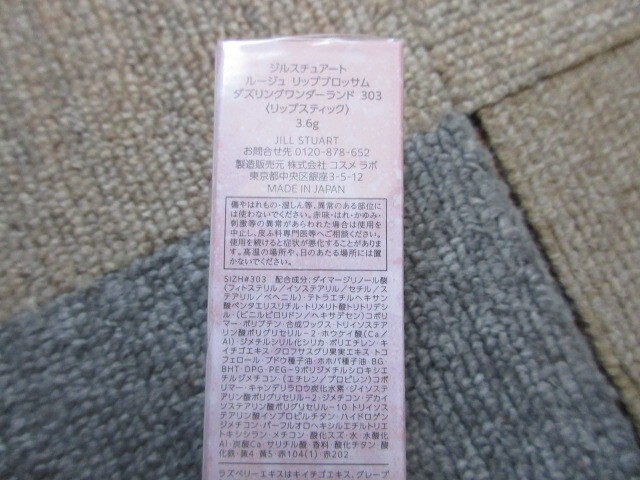 ジルスチュアート
ルージュ リップブロッサム
ダズリングワンダーランド 303
〈リップスティック〉
3.6g
JILL STUART
お問合せ先 0120-878-652
製造販売元 株式会社 コスメ ラボ
東京都中央区銀座3-5-12
MADE IN JAPAN
傷やはれもの・湿しん等、異常のある部位に
は使わないでください。赤味・はれ・かゆみ・
刺激等の異常があらわれた場合は使用を
中止し、皮ふ科専門医等へご相談ください。
使用を続けると症状が悪化することがありま
す。高温の場所や、日のあたる場所には置
かないでください。
SIZH#303 配合成分:ダイマージリノール酸
(フィトステリル/イソステアリル/セチル/ス
テアリル/ベヘニル)・テトラエチルヘキサン
酸ペンタエリスリチル・トリメリト酸トリトリデシ
ル・(ビニルピロリドン/ヘキサデセン)コポリ
マー・ポリブテン・合成ワックス・トリイソステア
リン酸ポリグリセリル-2・ホウケイ酸(Ca/
Al)・ジメチルシリル化シリカ・ポリエチレン・キ
イチゴエキス・グロフサスグリ果実エキス・トコ
フェロール・ブドウ種子油・ホホバ種子油・BG・
BHT・DPG・PEG-9ポリジメチルシロキシエ
チルジメチコン・(エチレン/プロピレン)コポリ
マー・キャンデリラロウ炭化水素・ジイソステ
アリン酸ポリグリセリル-2・ジメチコン・デカイ
ソステアリン酸ポリグリセリル-10・トリイソス
テアリン酸イソプロピルチタン・ハイドロゲン
ジメチコン・パーフルオロヘキシルエチルトリエ
トキシシラン・メチコン 酸化スズ・水 水酸化
Al・炭酸Ca・サリチル酸・香料 酸化チタン 酸
化鉄・黄4 黄5・赤104(1)・赤202
ラズベリーエキスはキイチゴエキス、グレープ